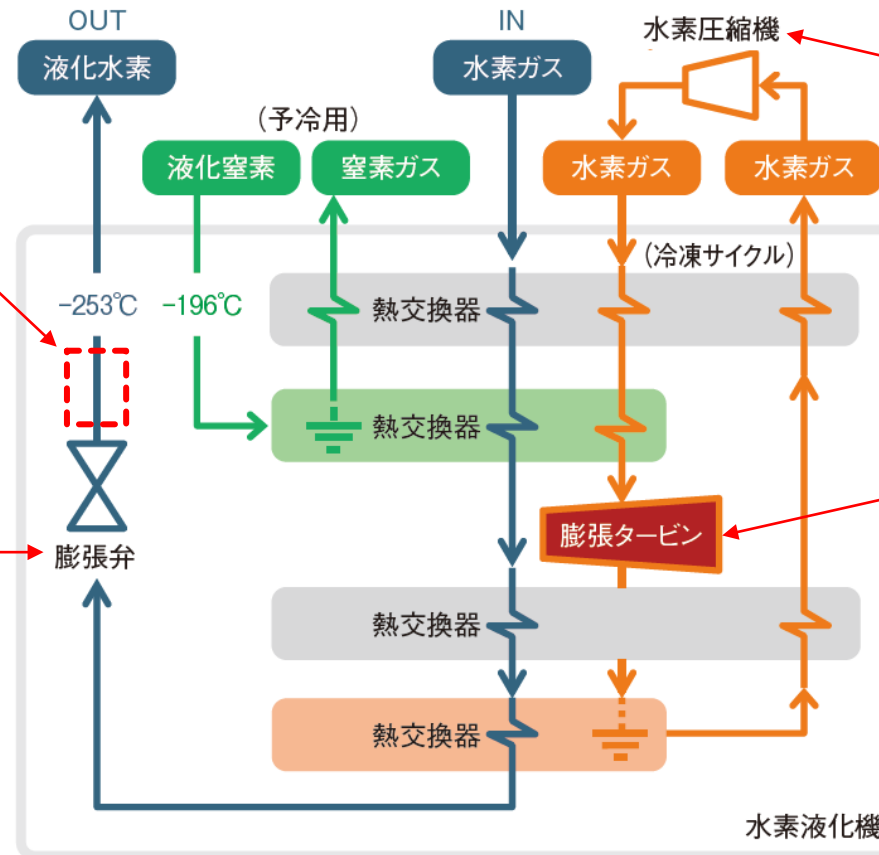 OUT
IN
水素圧縮機
液化水素
水素ガス
(予冷用)
液化窒素
窒素ガス
水素ガス
水素ガス
(冷凍サイクル)
-253℃
-196℃
熱交換器
熱交換器
膨張タービン
膨張弁
熱交換器
熱交換器
水素液化機